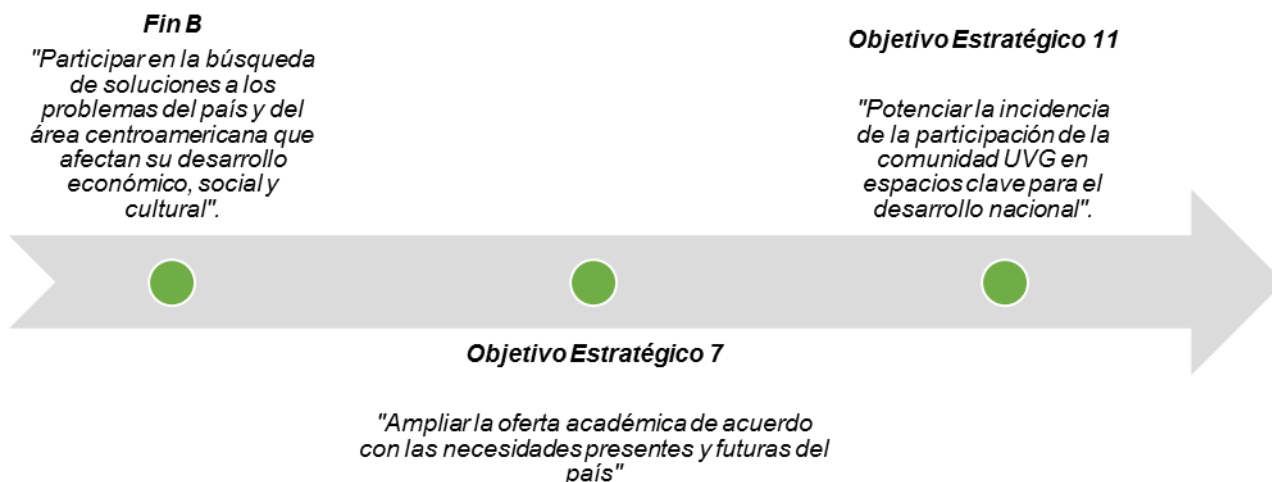 Fin B
"Participar en la búsqueda
de soluciones a los
problemas del país y del
área centroamericana que
afectan su desarrollo
económico, social y
cultural".
Objetivo Estratégico 7
"Ampliar la oferta académica de acuerdo
con las necesidades presentes y futuras del
país"
Objetivo Estratégico 11
"Potenciar la incidencia
de la participación de la
comunidad UVG en
espacios clave para el
desarrollo nacional".